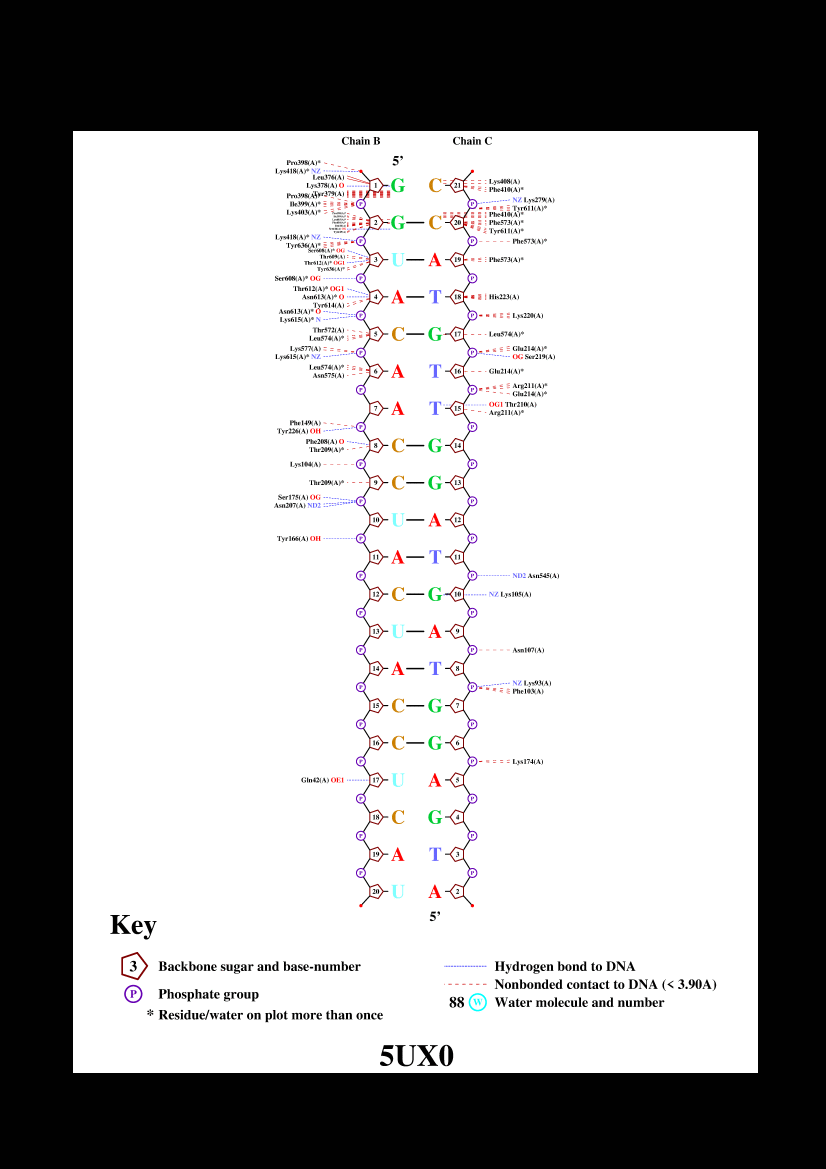 Chain B Chain C
5’
Pro398(A)*
Lys418(A)* NZ
Leu376(A)
Lys378(A) O
Tyr379(A)
Pro398(A)*
Ile399(A)*
Lys403(A)*
1 G C 21
Lys408(A)
Phe410(A)*
P P
NZ Lys279(A)
Tyr611(A)*
2 G C 20
Phe410(A)*
Phe573(A)*
Tyr611(A)*
Lys418(A)* NZ
Tyr636(A)*
P P
Phe573(A)*
Ser608(A)* OG
Thr609(A)
Thr612(A)* OG1
Tyr636(A)*
3 U A 19
Phe573(A)*
Ser608(A)* OG
P P
Thr612(A)* OG1
Asn613(A)* O
Tyr614(A)
4 A T 18
His223(A)
Asn613(A)* O
Lys615(A)* N
P P
Lys220(A)
Thr572(A)
Leu574(A)*
5 C G 17
Leu574(A)*
Lys577(A)
Lys615(A)* NZ
P P
Glu214(A)*
OG Ser219(A)
Leu574(A)*
Asn575(A)
6 A T 16
Glu214(A)*
P P
Arg211(A)*
Glu214(A)*
7 A T 15
OG1 Thr210(A)
Arg211(A)*
Phe149(A)
Tyr226(A) OH
P P
Phe208(A) O
Thr209(A)*
8 C G 14
Lys104(A)
P P
Thr209(A)*
9 C G 13
Ser175(A) OG
Asn207(A) ND2
P P
10 U A 12
Tyr166(A) OH
P P
11 A T 11
P P
ND2 Asn545(A)
12 C G 10
NZ Lys105(A)
P P
13 U A 9
P P
Asn107(A)
14 A T 8
P P
NZ Lys93(A)
Phe103(A)
15 C G 7
P P
16 C G 6
P P
Lys174(A)
Gln42(A) OE1
17 U A 5
P P
18 C G 4
P P
19 A T 3
P P
20 U A 2
5’
Key
3 Backbone sugar and base-number
P Phosphate group
* Residue/water on plot more than once
Hydrogen bond to DNA
Nonbonded contact to DNA (< 3.90A)
88 W Water molecule and number
5UX0